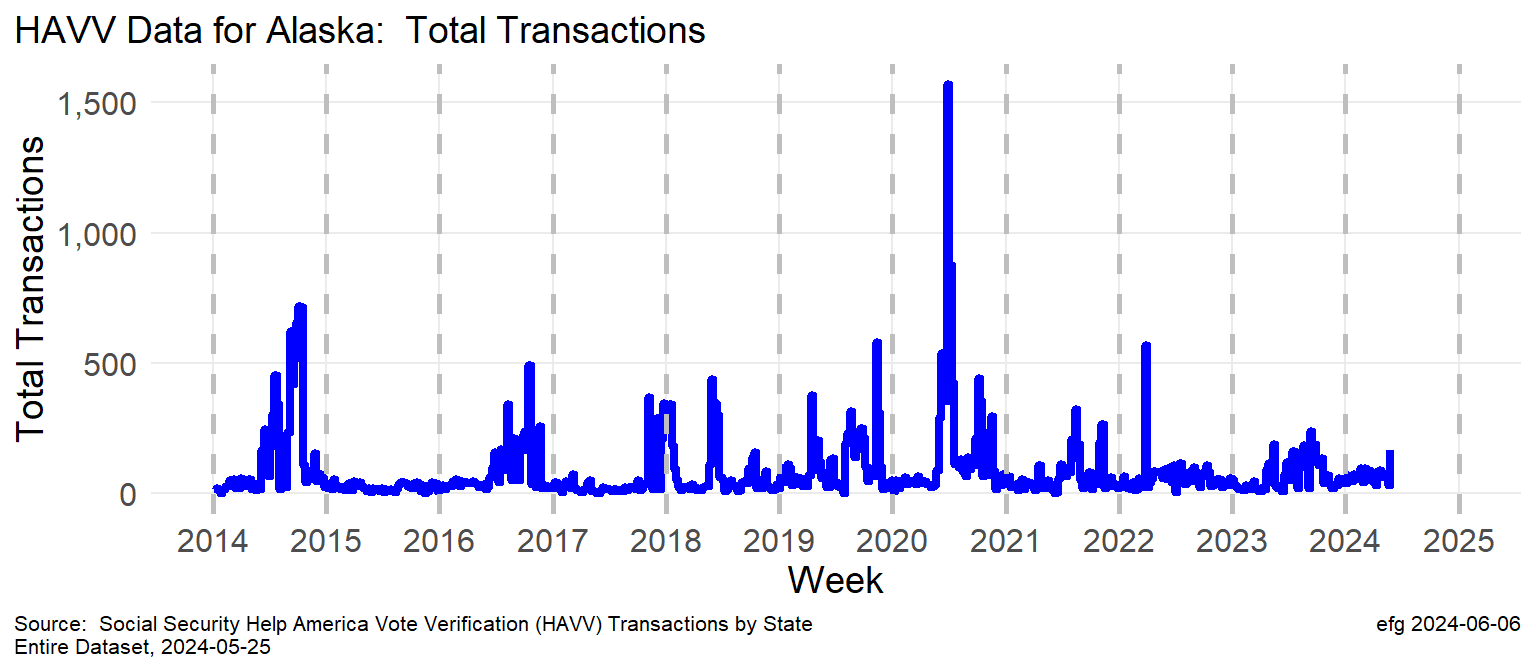 HAVV Data for Alaska:  Total Transactions
Total Transactions
1,500
1,000
500
0
2014 2015 2016 2017 2018 2019 2020 2021 2022 2023 2024 2025
Week
Source:  Social Security Help America Vote Verification (HAVV) Transactions by State
Entire Dataset, 2024-05-25
efg 2024-06-06